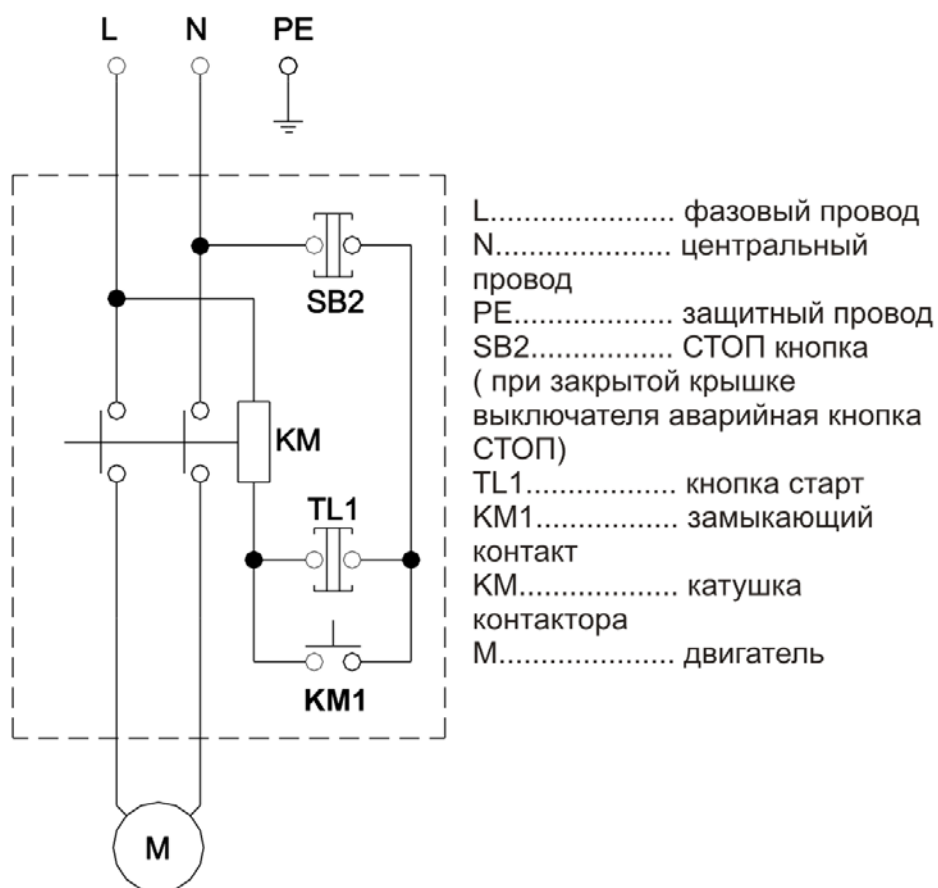 L N PE
L...................... фазовый провод
N..................... центральный
провод
PE................... защитный провод
SB2................. СТОП кнопка
( при закрытой крышке
выключателя аварийная кнопка
СТОП)
TL1.................. кнопка старт
KM1................. замыкающий
контакт
KM................... катушка
контактора
M..................... двигатель
SB2
KM
TL1
KM1
M